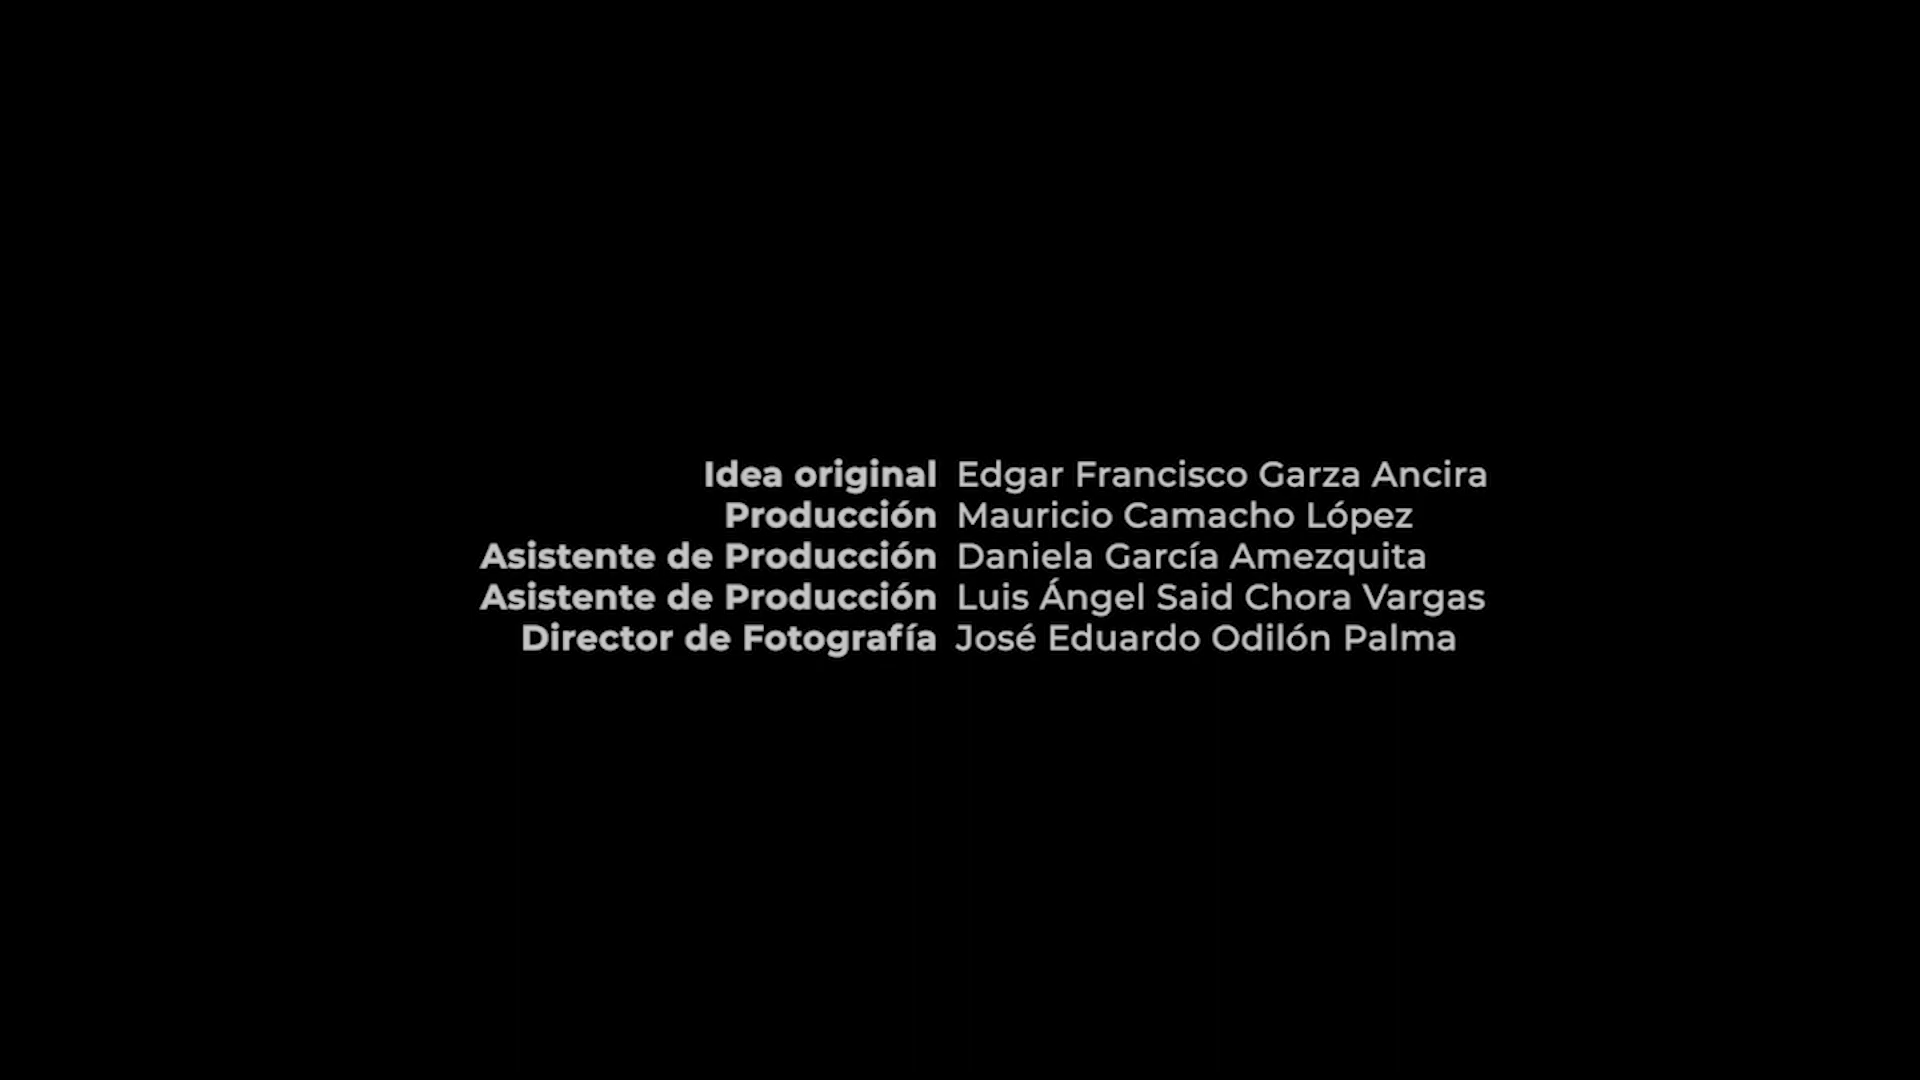 Idea original Edgar Francisco Garza Ancira
Producción Mauricio Camacho López
Asistente de Producción Daniela García Amezquita
Asistente de Producción Luis Ángel Said Chora Vargas
Director de Fotografía José Eduardo Odilón Palma